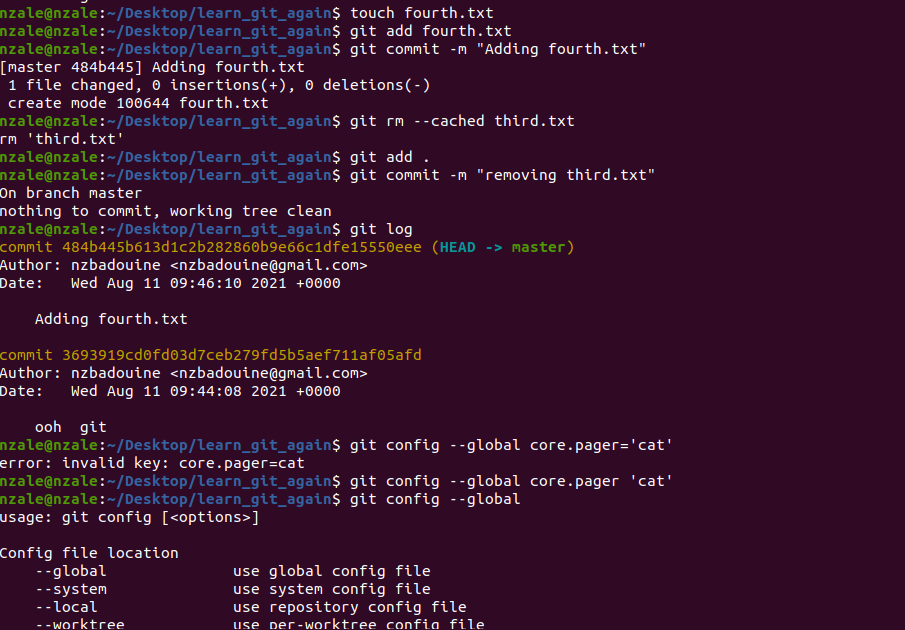 nzale@nzale:~/Desktop/learn_git_again$ touch fourth.txt
nzale@nzale:~/Desktop/learn_git_again$ git add fourth.txt
nzale@nzale:~/Desktop/learn_git_again$ git commit -m "Adding fourth.txt"
[master 484b445] Adding fourth.txt
 1 file changed, 0 insertions(+), 0 deletions(-)
 create mode 100644 fourth.txt
nzale@nzale:~/Desktop/learn_git_again$ git rm --cached third.txt
rm 'third.txt'
nzale@nzale:~/Desktop/learn_git_again$ git add .
nzale@nzale:~/Desktop/learn_git_again$ git commit -m "removing third.txt"
On branch master
nothing to commit, working tree clean
nzale@nzale:~/Desktop/learn_git_again$ git log
commit 484b445b613d1c2b282860b9e66c1dfe15550eee (HEAD -> master)
Author: nzbadouine <nzbadouine@gmail.com>
Date:   Wed Aug 11 09:46:10 2021 +0000

    Adding fourth.txt

commit 3693919cd0fd03d7ceb279fd5b5aef711af05afd
Author: nzbadouine <nzbadouine@gmail.com>
Date:   Wed Aug 11 09:44:08 2021 +0000

    ooh  git
nzale@nzale:~/Desktop/learn_git_again$ git config --global core.pager='cat'
error: invalid key: core.pager=cat
nzale@nzale:~/Desktop/learn_git_again$ git config --global core.pager 'cat'
nzale@nzale:~/Desktop/learn_git_again$ git config --global
usage: git config [<options>]

Config file location
    --global              use global config file
    --system              use system config file
    --local               use repository config file
    --worktree            use per-worktree config file